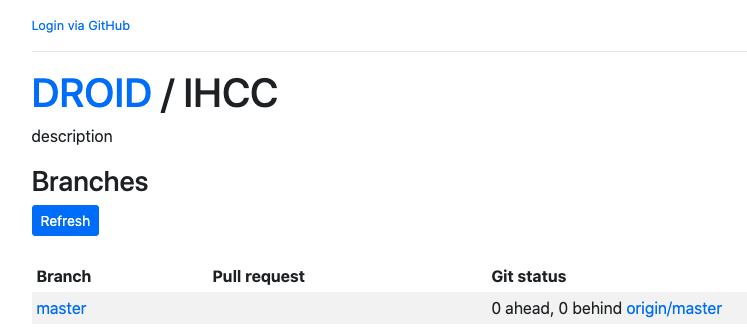 Login via GitHub
DROID / IHCC
description
Branches
Refresh
Branch Pull request Git status
master 0 ahead, 0 behind origin/master